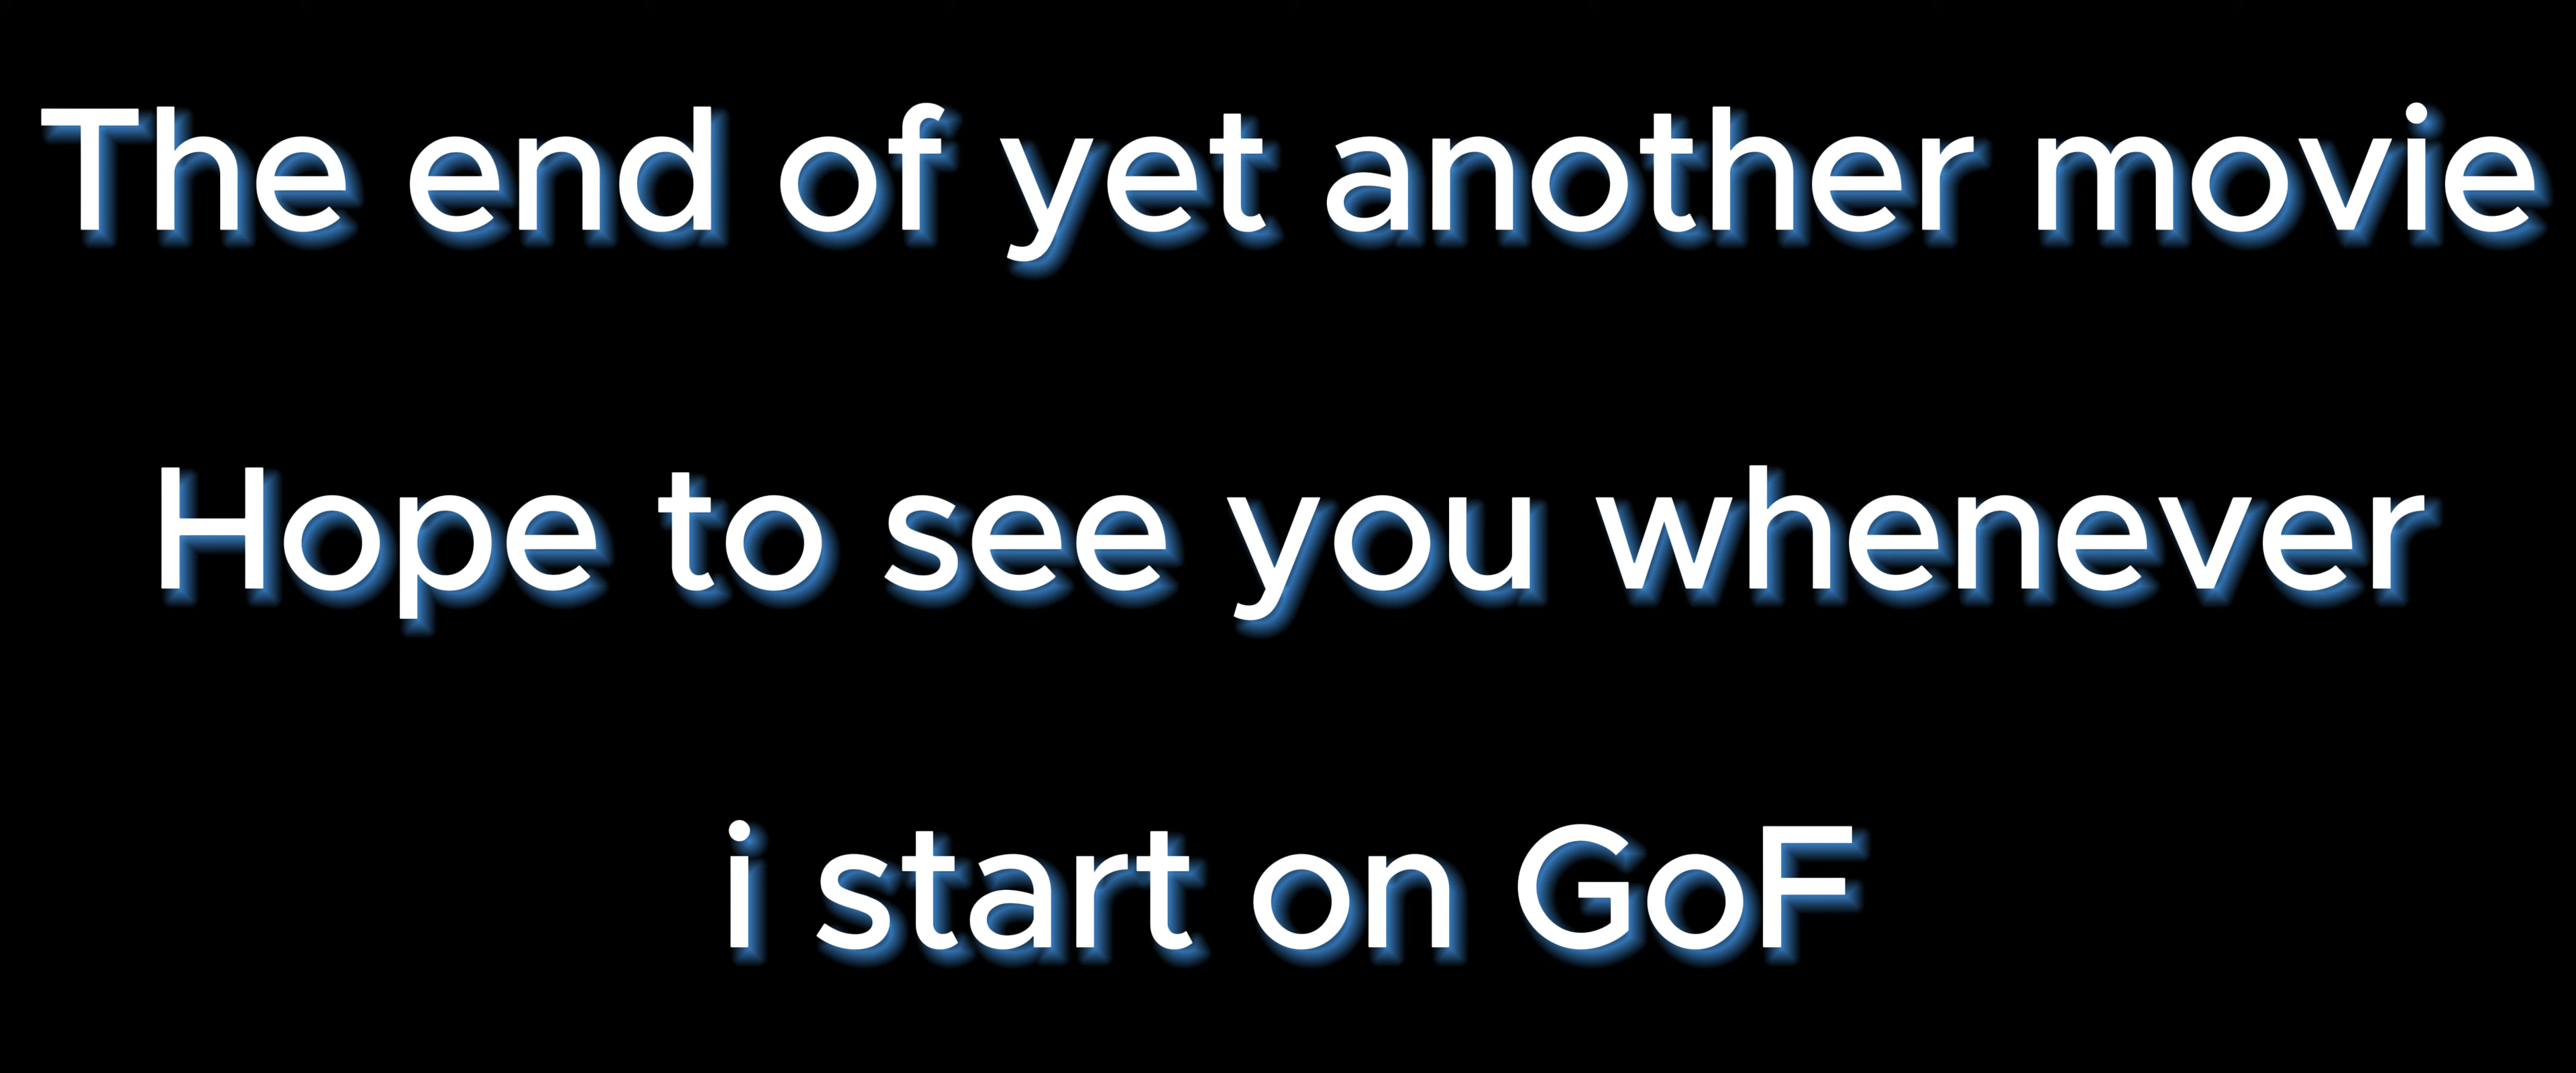 The end of yet another movie
Hope to see you whenever
i start on GoF